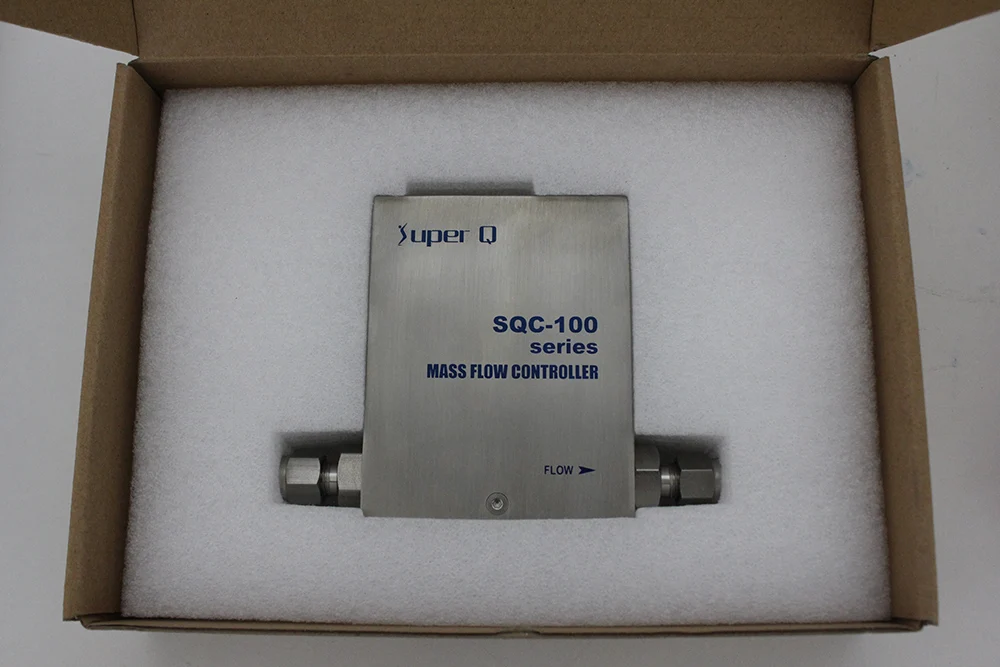 Super Q
SQC-100
series
MASS FLOW CONTROLLER
FLOW